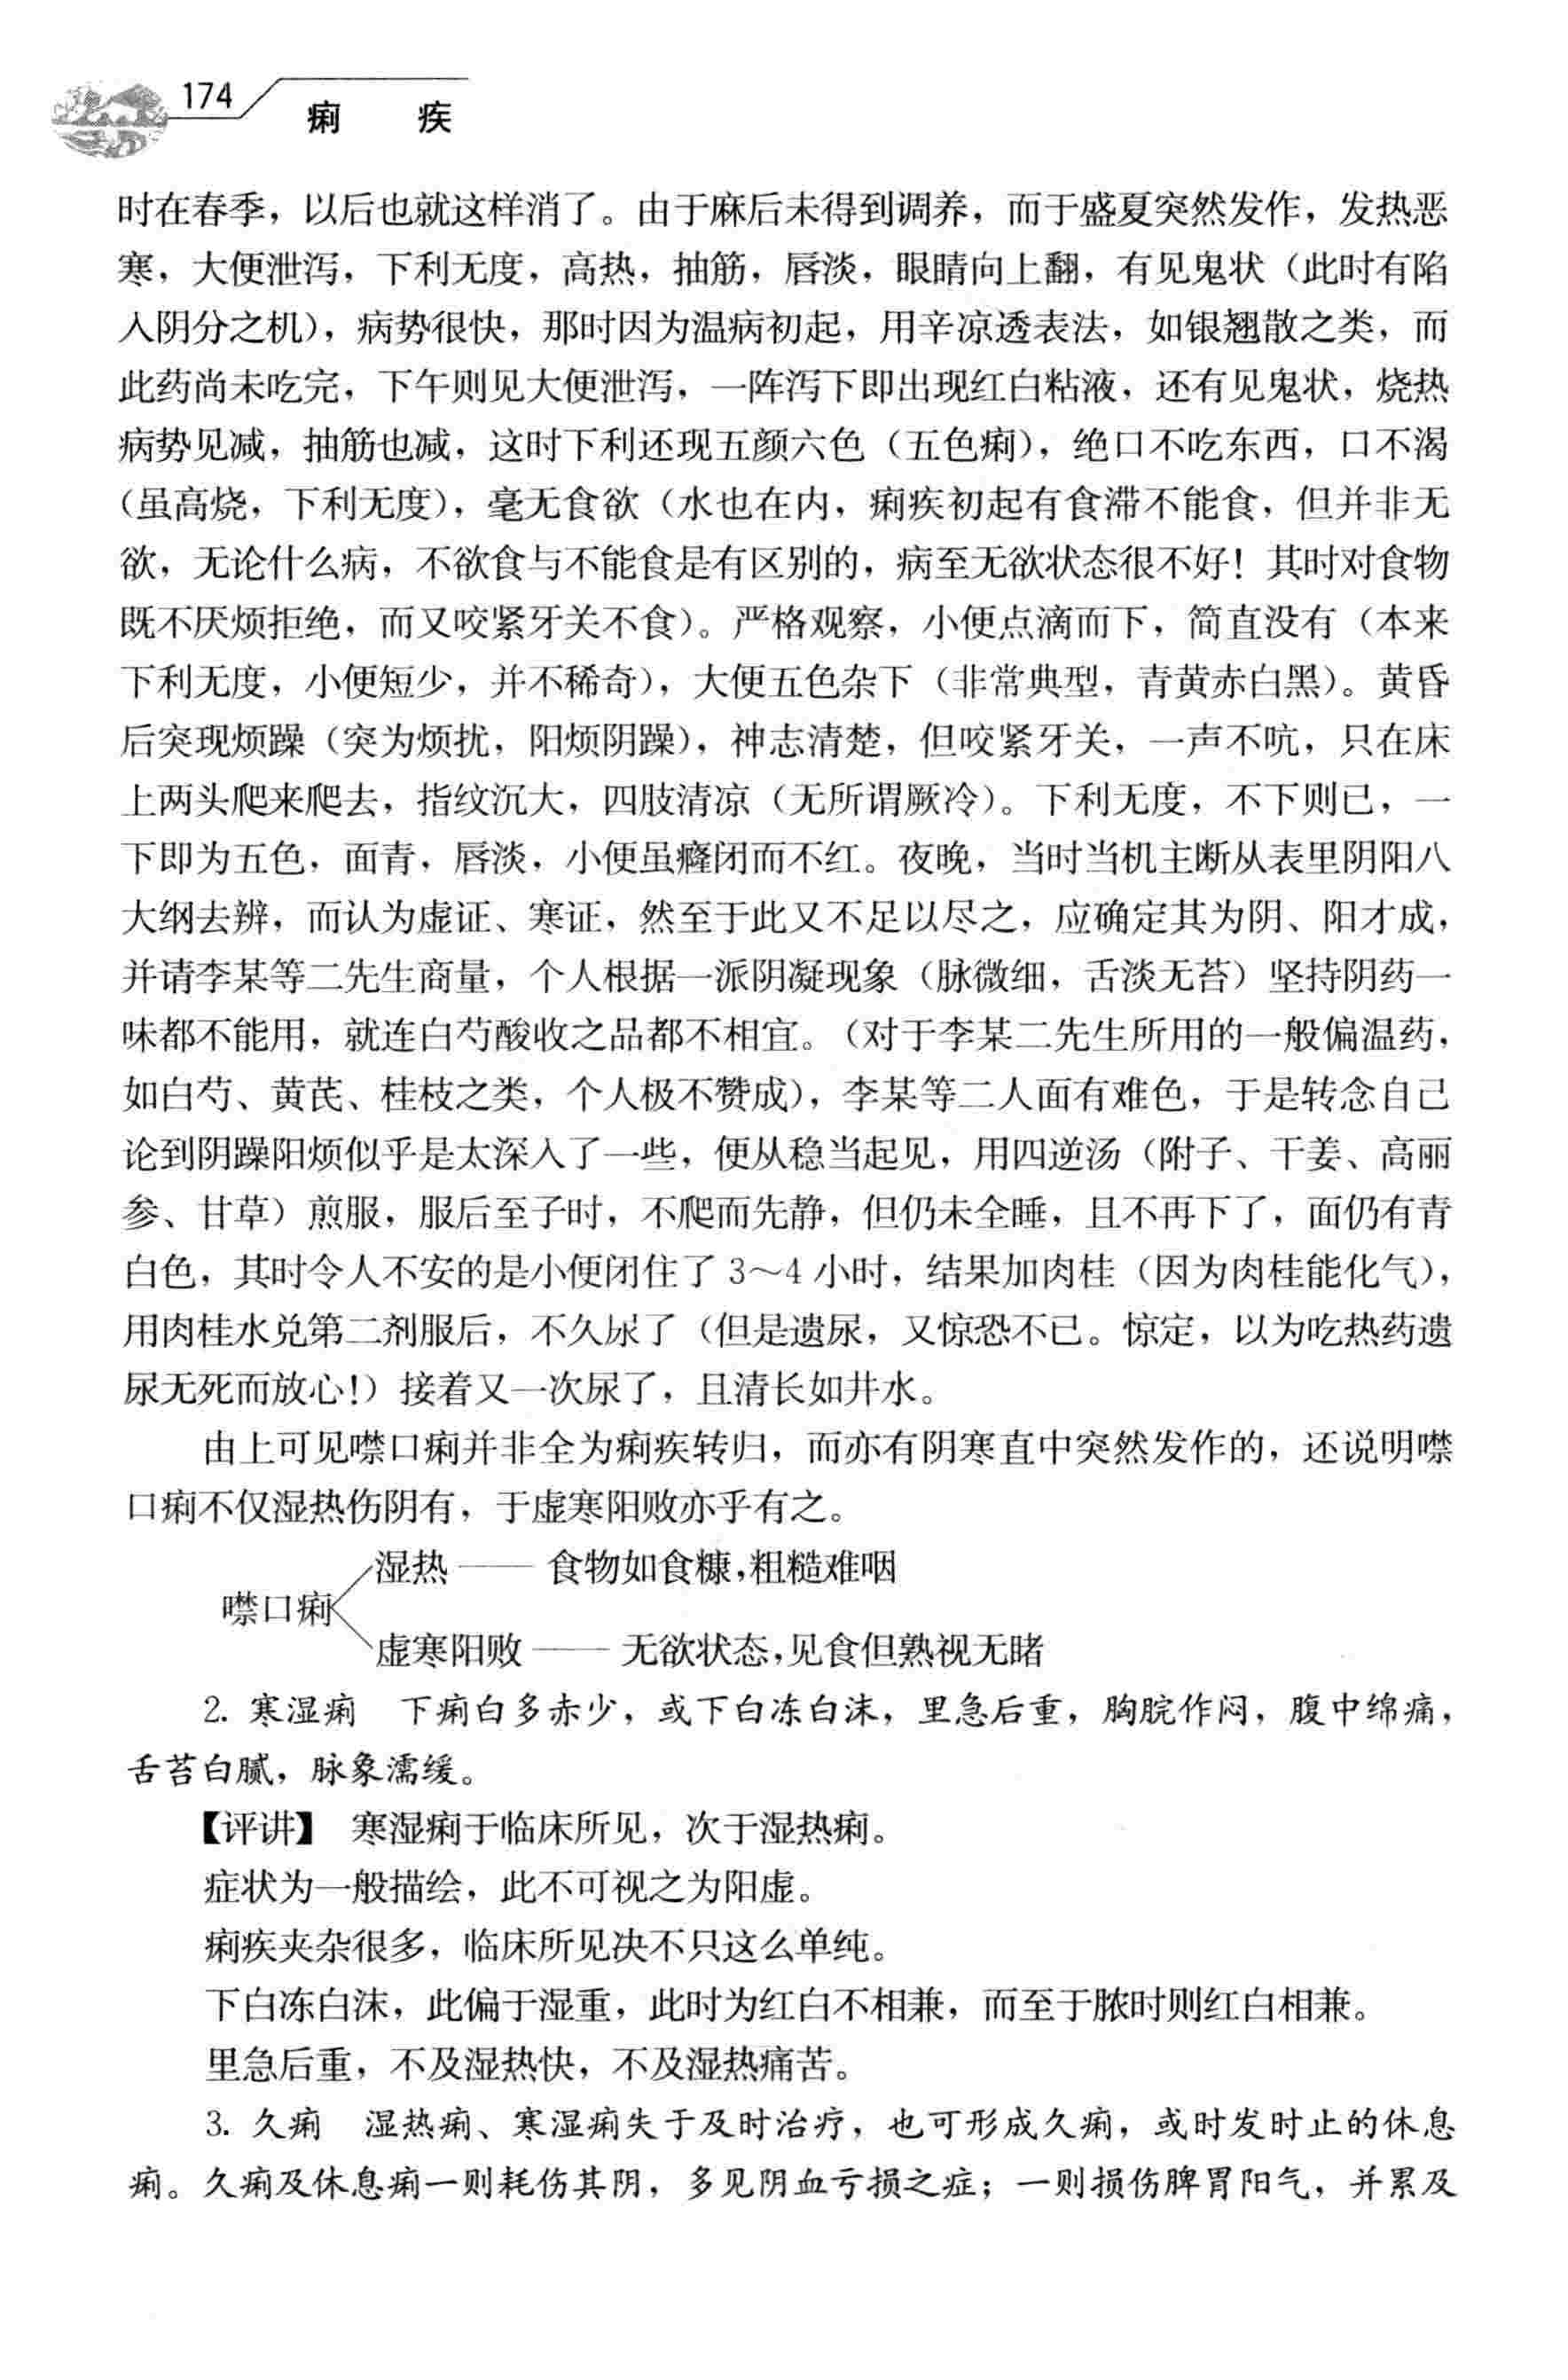 174
痢 疾
时在春季，以后也就这样消了。由于麻后未得到调养，而于盛夏突然发作，发热恶
寒，大便泄泻，下利无度，高热，抽筋，唇淡，眼睛向上翻，有见鬼状（此时有陷
入阴分之机），病势很快，那时因为温病初起，用辛凉透表法，如银翘散之类，而
此药尚未吃完，下午则见大便泄泻，一阵泻下即出现红白粘液，还有见鬼状，烧热
病势见减，抽筋也减，这时下利还现五颜六色（五色痢），绝口不吃东西，口不渴
（虽高烧，下利无度），毫无食欲（水也在内，痢疾初起有食滞不能食，但并非无
欲，无论什么病，不欲食与不能食是有区别的，病至无欲状态很不好！其时对食物
既不厌烦拒绝，而又咬紧牙关不食）。严格观察，小便点滴而下，简直没有（本来
下利无度，小便短少，并不稀奇），大便五色杂下（非常典型，青黄赤白黑）。黄昏
后突现烦躁（突为烦扰，阳烦阴躁），神志清楚，但咬紧牙关，一声不吭，只在床
上两头爬来爬去，指纹沉大，四肢清凉（无所谓厥冷）。下利无度，不下则已，一
下即为五色，面青，唇淡，小便虽癃闭而不红。夜晚，当时当机主断从表里阴阳八
大纲去辨，而认为虚证、寒证，然至于此又不足以尽之，应确定其为阴、阳才成，
并请李某等二先生商量，个人根据一派阴凝现象（脉微细，舌淡无苔）坚持阴药一
味都不能用，就连白芍酸收之品都不相宜。（对于李某二先生所用的一般偏温药，
如白芍、黄芪、桂枝之类，个人极不赞成），李某等二人面有难色，于是转念自己
论到阴躁阳烦似乎是太深入了一些，便从稳当起见，用四逆汤（附子、干姜、高丽
参、甘草）煎服，服后至子时，不爬而先静，但仍未全睡，且不再下了，面仍有青
白色，其时令人不安的是小便闭住了 3～4 小时，结果加肉桂（因为肉桂能化气），
用肉桂水兑第二剂服后，不久尿了（但是遗尿，又惊恐不已。惊定，以为吃热药遗
尿无死而放心！）接着又一次尿了，且清长如井水。
由上可见噤口痢并非全为痢疾转归，而亦有阴寒直中突然发作的，还说明噤
口痢不仅湿热伤阴有，于虚寒阳败亦乎有之。
湿热 —— 食物如食糠，粗糙难咽
噤口痢
虚寒阳败 —— 无欲状态，见食但熟视无睹
2. 寒湿痢 下痢白多赤少，或下白冻白沫，里急后重，胸脘作闷，腹中绵痛，
舌苔白腻，脉象濡缓。
【评讲】 寒湿痢于临床所见，次于湿热痢。
症状为一般描绘，此不可视之为阳虚。
痢疾夹杂很多，临床所见决不只这么单纯。
下白冻白沫，此偏于湿重，此时为红白不相兼，而至于脓时则红白相兼。
里急后重，不及湿热快，不及湿热痛苦。
3. 久痢 湿热痢、寒湿痢失于及时治疗，也可形成久痢，或时发时止的休息
痢。久痢及休息痢一则耗伤其阴，多见阴血亏损之症；一则损伤脾胃阳气，并累及